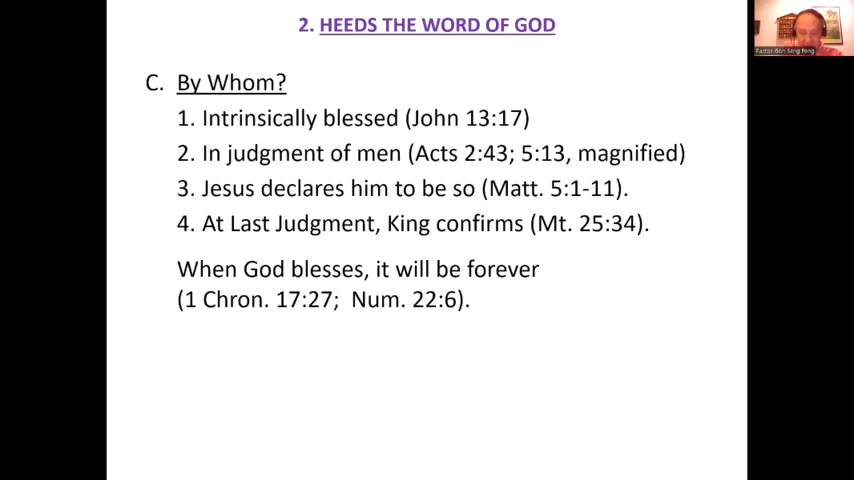 2. HEEDS THE WORD OF GOD
C. By Whom?
1. Intrinsically blessed (John 13:17)
2. In judgment of men (Acts 2:43; 5:13, magnified)
3. Jesus declares him to be so (Matt. 5:1-11).
4. At Last Judgment, King confirms (Mt. 25:34).
When God blesses, it will be forever
(1 Chron. 17:27; Num. 22:6).